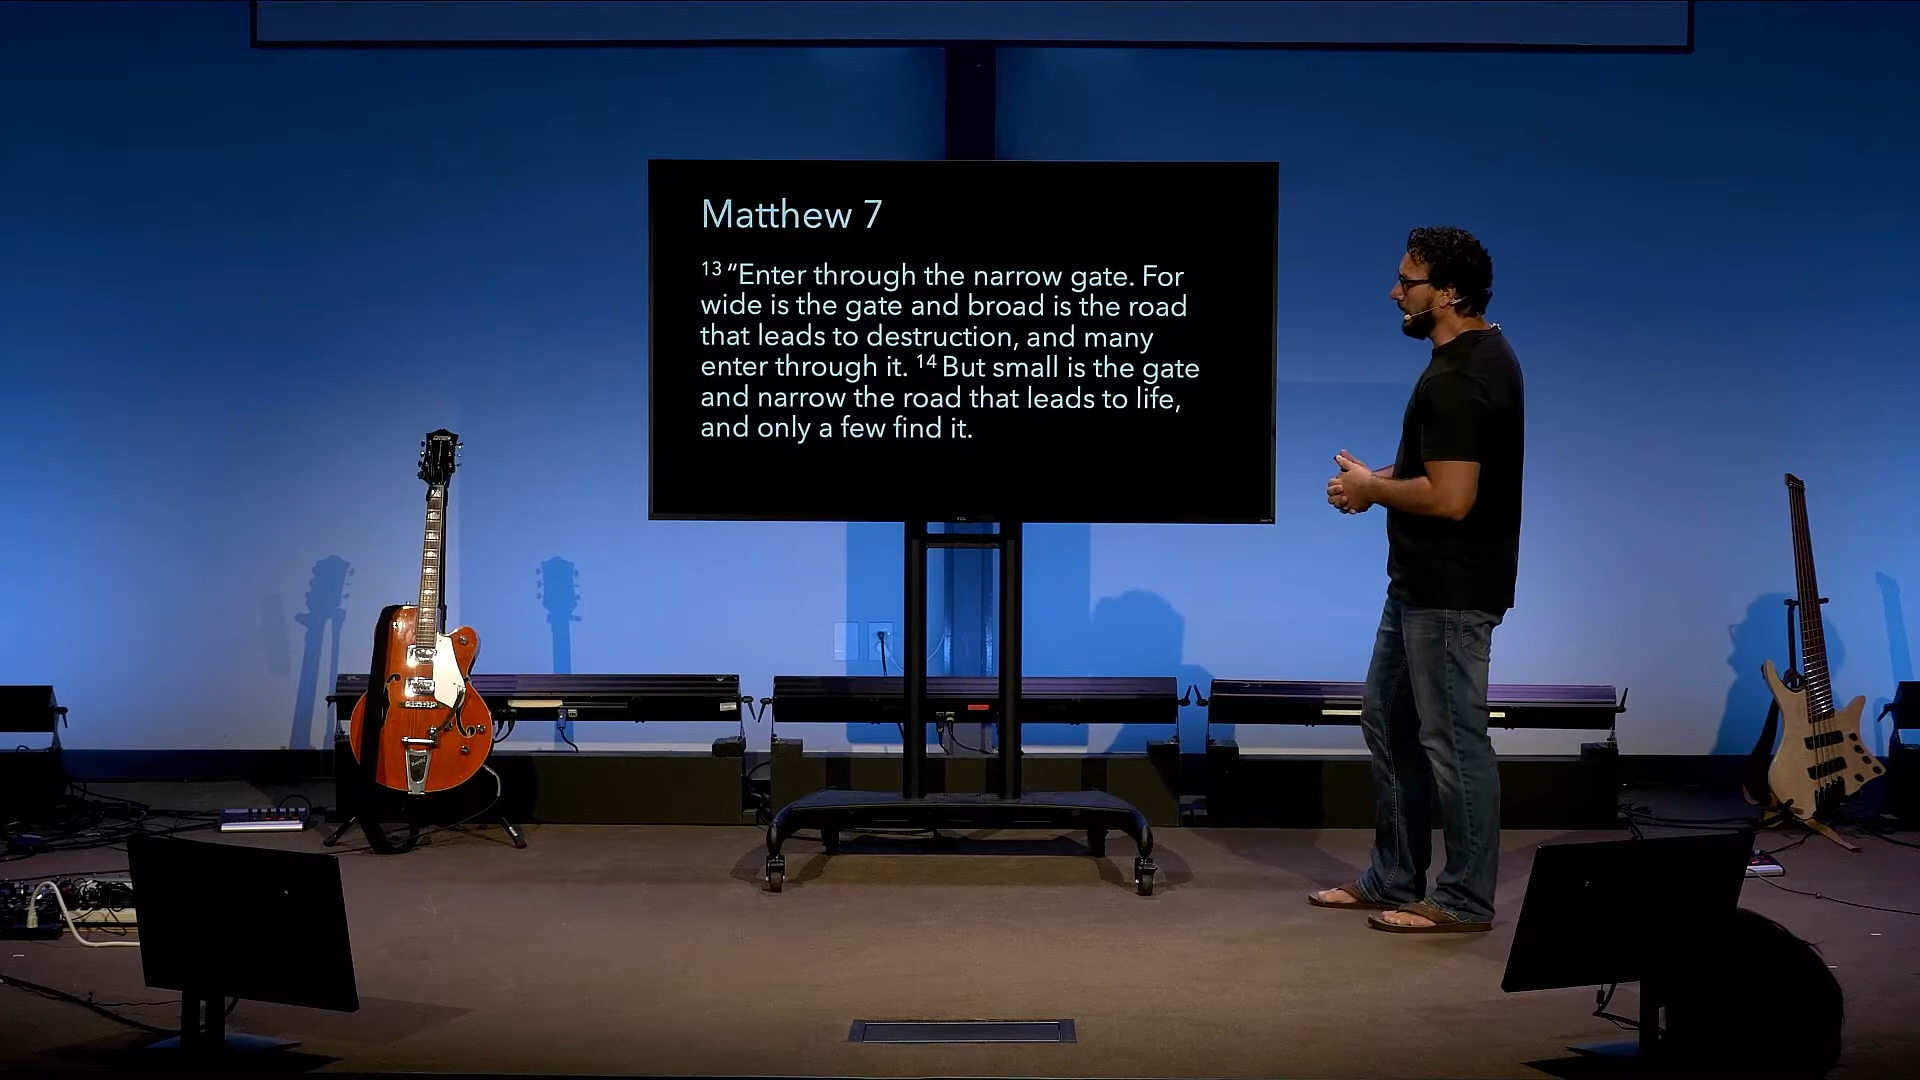 Matthew 7
13 “Enter through the narrow gate. For
wide is the gate and broad is the road
that leads to destruction, and many
enter through it. 14 But small is the gate
and narrow the road that leads to life,
and only a few find it.